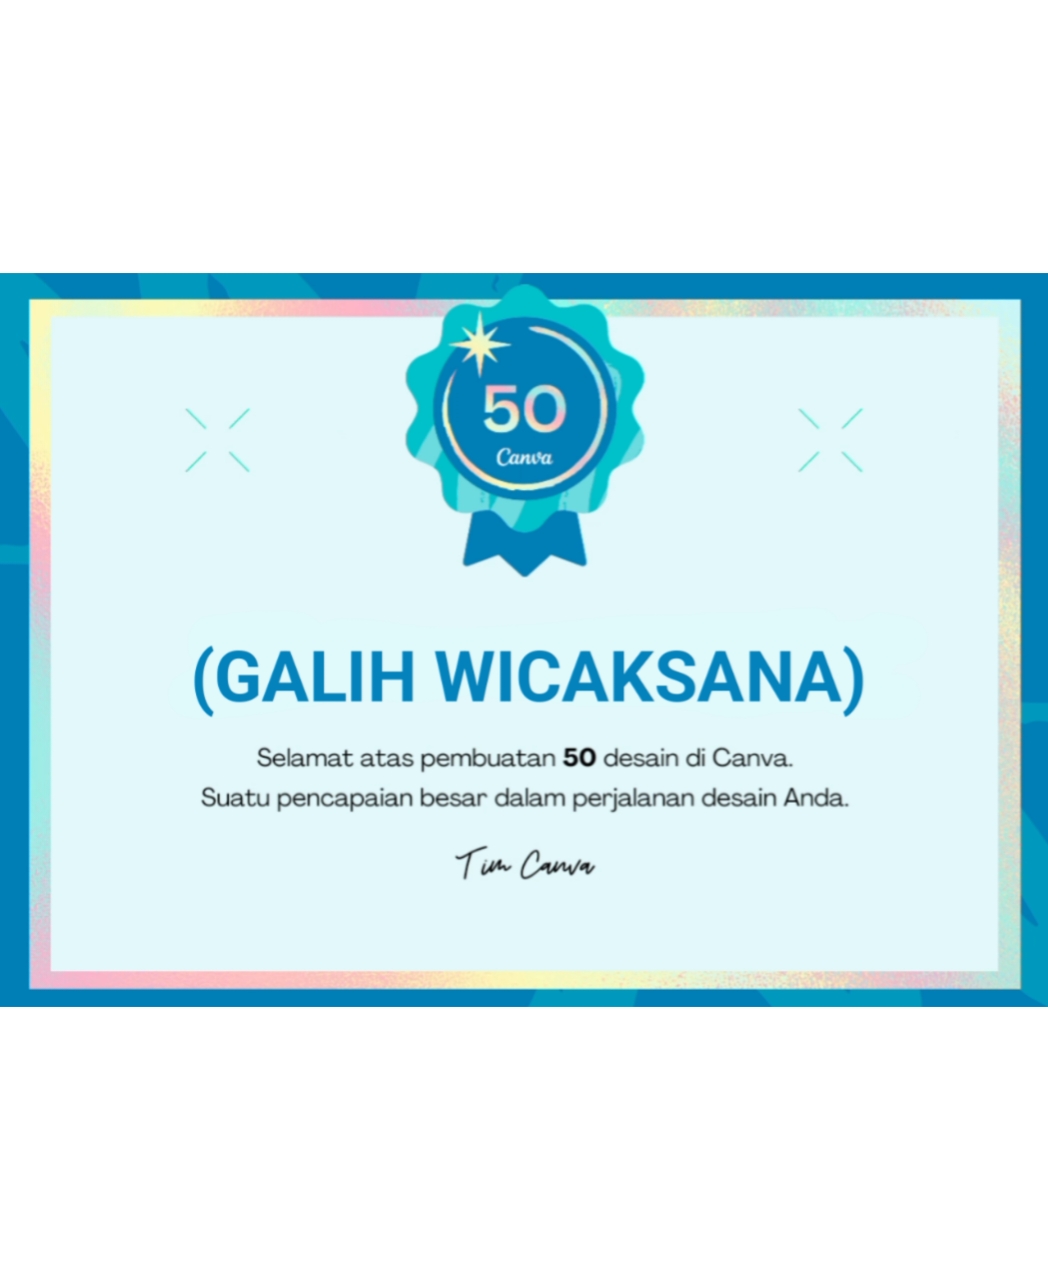 50
Canva
(GALIH WICAKSANA)
Selamat atas pembuatan 50 desain di Canva.
Suatu pencapaian besar dalam perjalanan desain Anda.
Tim Canva